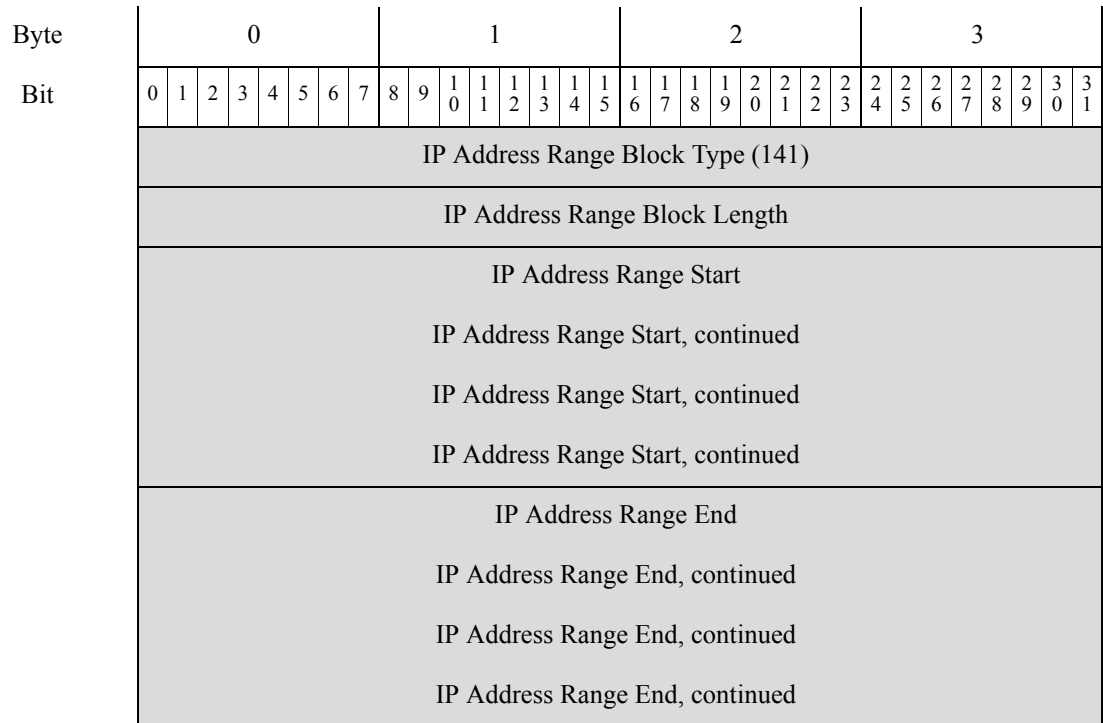 Byte 0 1 2 3
Bit 0 1 2 3 4 5 6 7 8 9 10 11 12 13 14 15 16 17 18 19 20 21 22 23 24 25 26 27 28 29 30 31
IP Address Range Block Type (141)
IP Address Range Block Length
IP Address Range Start
IP Address Range Start, continued
IP Address Range Start, continued
IP Address Range Start, continued
IP Address Range End
IP Address Range End, continued
IP Address Range End, continued
IP Address Range End, continued